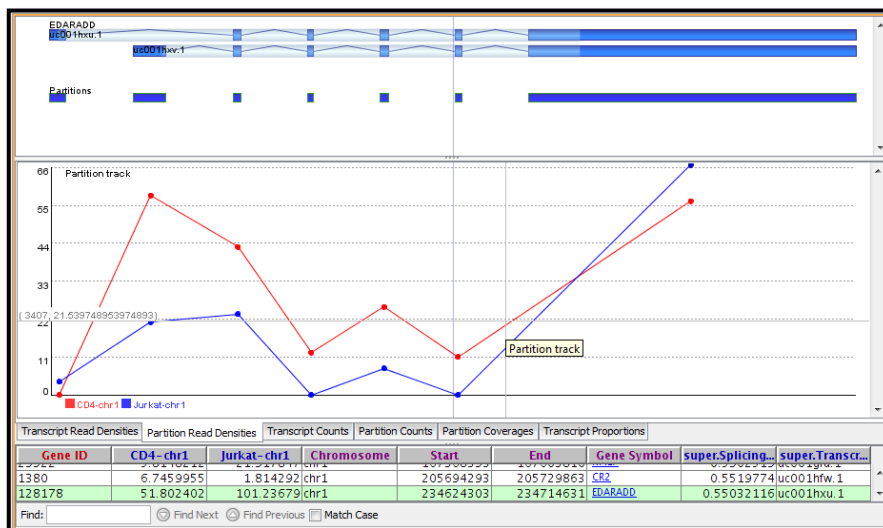 EDARADD
uc001hxu.1
uc001hxv.1
Partitions
Partition track
66
55
44
33
22
11
0
( 3407, 21.539748953974893)
Partition track
CD4-chr1 Jurkat-chr1
Transcript Read Densities Partition Read Densities Transcript Counts Partition Counts Partition Coverages Transcript Proportions
Gene ID CD4-chr1 Jurkat-chr1 Chromosome Start End Gene Symbol super.Splicing... super.Transcr...
1380 6.7459955 1.814292 chr1 205694293 205729863 CR2 0.5519774 uc001hfw.1
128178 51.802402 101.23679 chr1 234624303 234714631 EDARADD 0.55032116 uc001hxu.1
Find: Find Next Find Previous Match Case